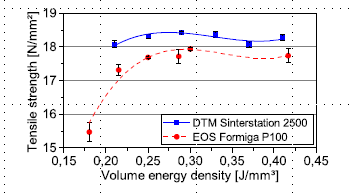 Tensile strength [N/mm²]
19
18
17
16
15
DTM Sinterstation 2500
EOS Formiga P100
0,15 0,20 0,25 0,30 0,35 0,40 0,45
Volume energy density [J/mm³]